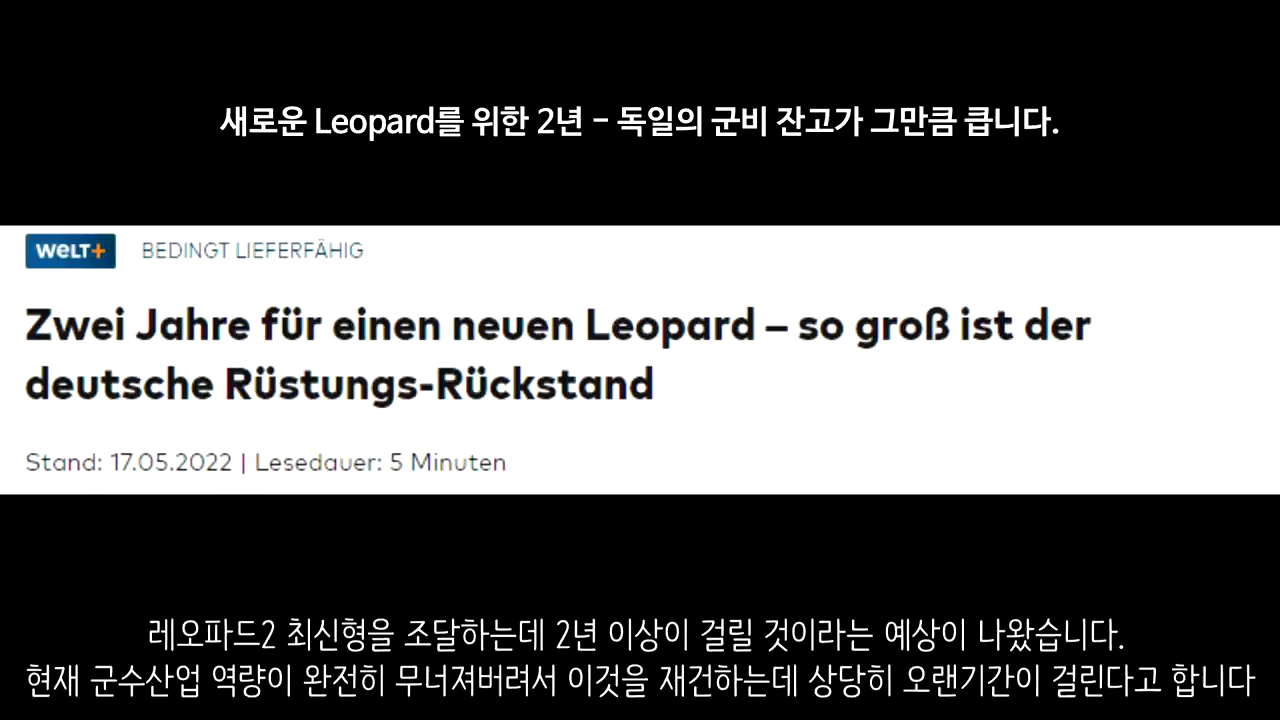 새로운 Leopard를 위한 2년 – 독일의 군비 잔고가 그만큼 큽니다.
WELT+ BEDINGT LIEFERFÄHIG
Zwei Jahre für einen neuen Leopard – so groß ist der
deutsche Rüstungs-Rückstand
Stand: 17.05.2022 | Lesedauer: 5 Minuten
레오파드2 최신형을 조달하는데 2년 이상이 걸릴 것이라는 예상이 나왔습니다.
현재 군수산업 역량이 완전히 무너져버려서 이것을 재건하는데 상당히 오랜기간이 걸린다고 합니다